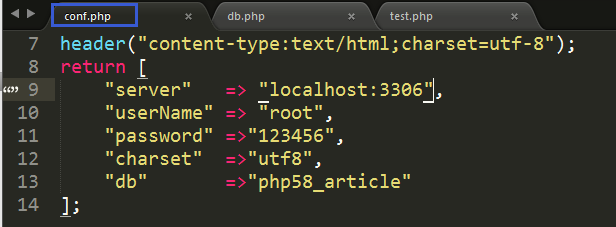 conf.php × db.php × test.php ×
7 header("content-type:text/html;charset=utf-8");
8 return [
9 "server" => "localhost:3306",
10 "userName" => "root",
11 "password" =>"123456",
12 "charset" =>"utf8",
13 "db" =>"php58_article"
14 ];